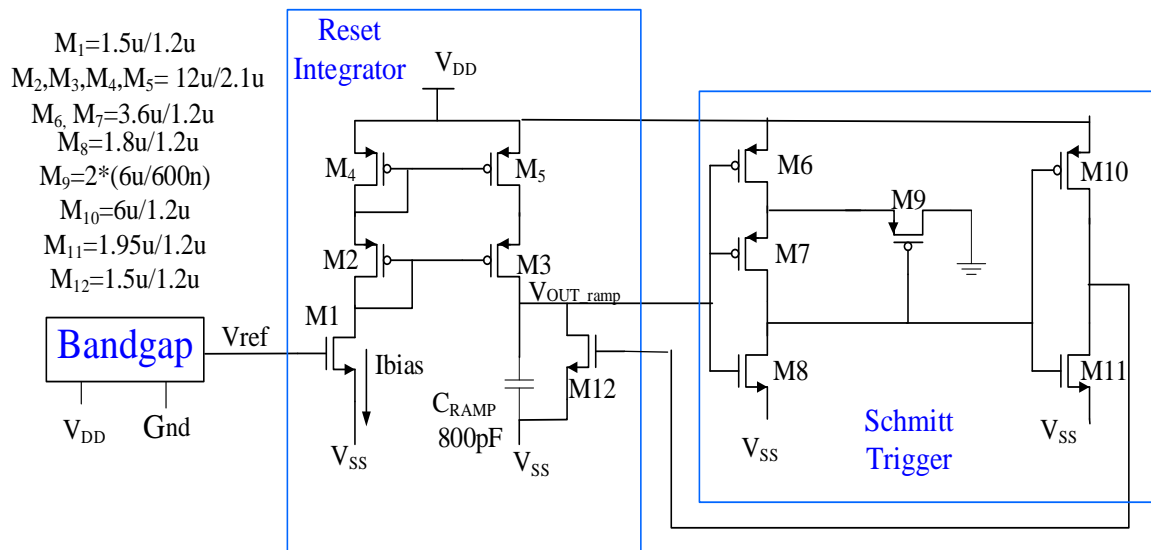 M1=1.5u/1.2u
M2,M3,M4,M5= 12u/2.1u
M6, M7=3.6u/1.2u
M8=1.8u/1.2u
M9=2*(6u/600n)
M10=6u/1.2u
M11=1.95u/1.2u
M12=1.5u/1.2u
Bandgap
Vref
VDD
Gnd
Reset
Integrator
VDD
M4
M5
M2
M3
M1
Ibias
VSS
VOUT_ramp
CRAMP
800pF
M12
VSS
M6
M7
M8
M9
M10
M11
VSS
VSS
Schmitt
Trigger